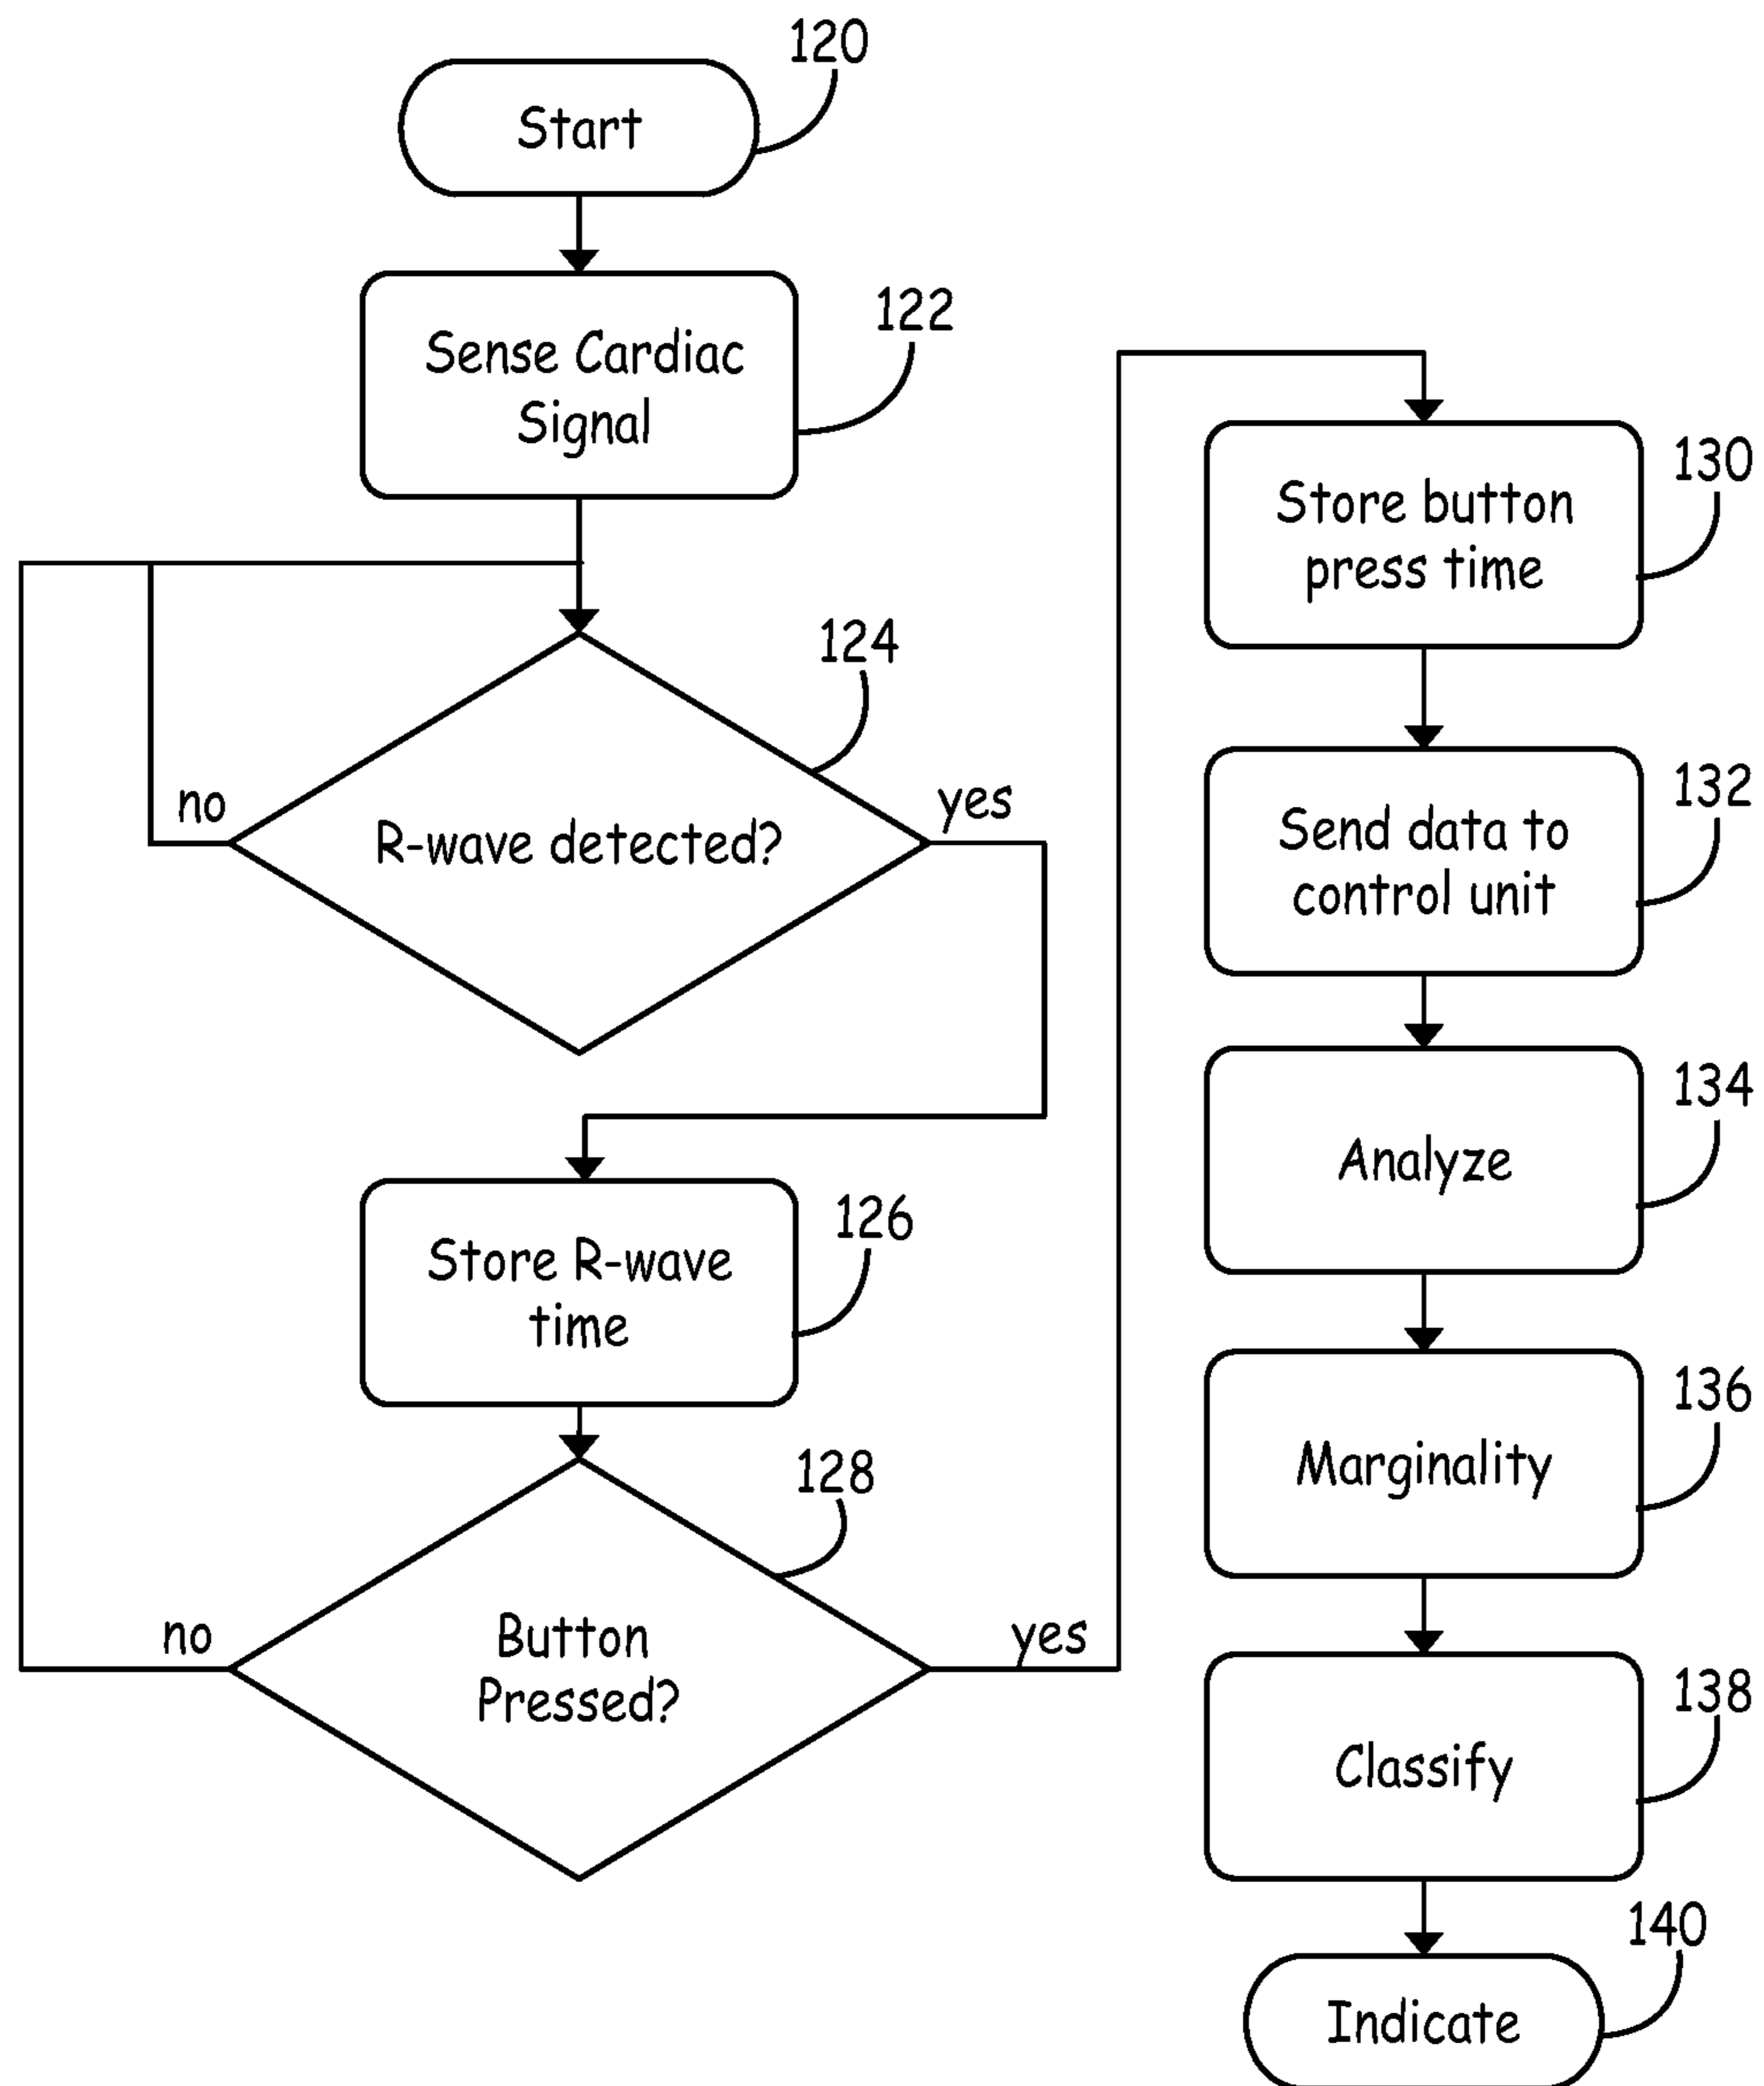 120
Start
122
Sense Cardiac
Signal
124
no
yes
R-wave detected?
126
Store R-wave
time
128
no
yes
Button
Pressed?
130
Store button
press time
132
Send data to
control unit
134
Analyze
136
Marginality
138
Classify
140
Indicate